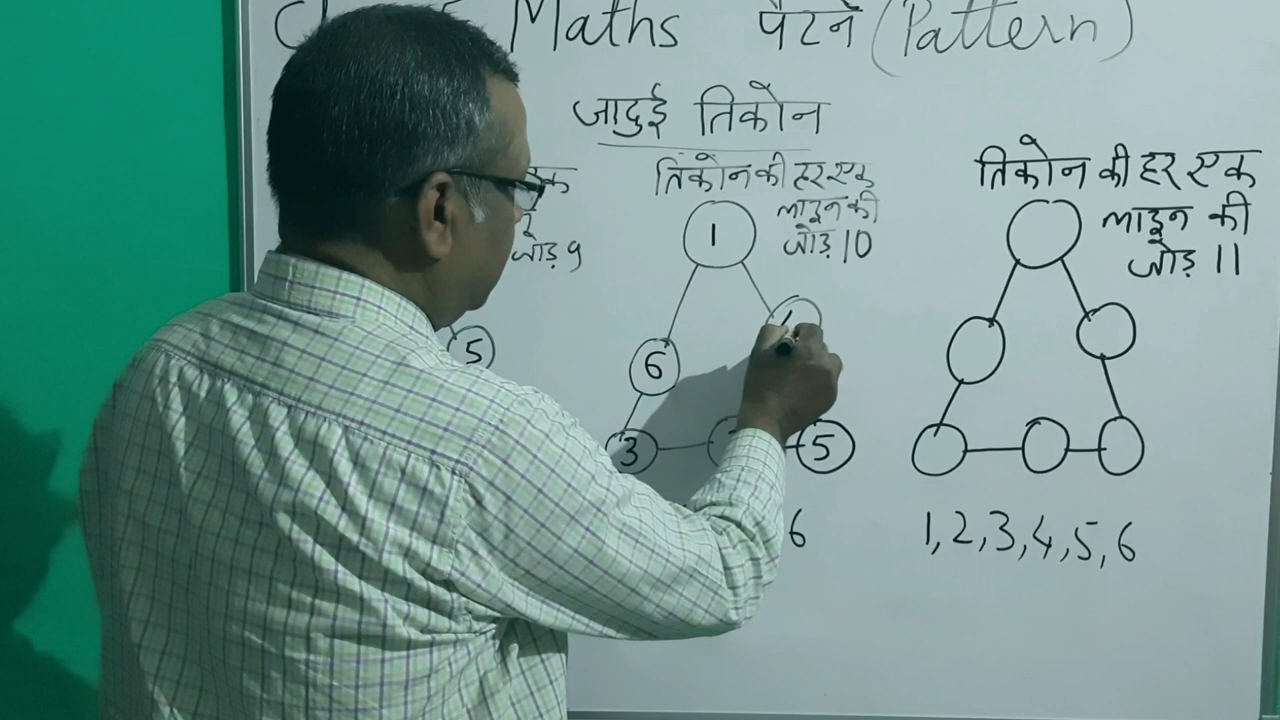 Maths पैटर्न (Pattern)
जादुई तिकोन
जोड़ 9
5
तिकोन की हर एक
लाइन की
जोड़ 10
1
6
3
5
6
तिकोन की हर एक
लाइन की
जोड़ 11
1, 2, 3, 4, 5, 6